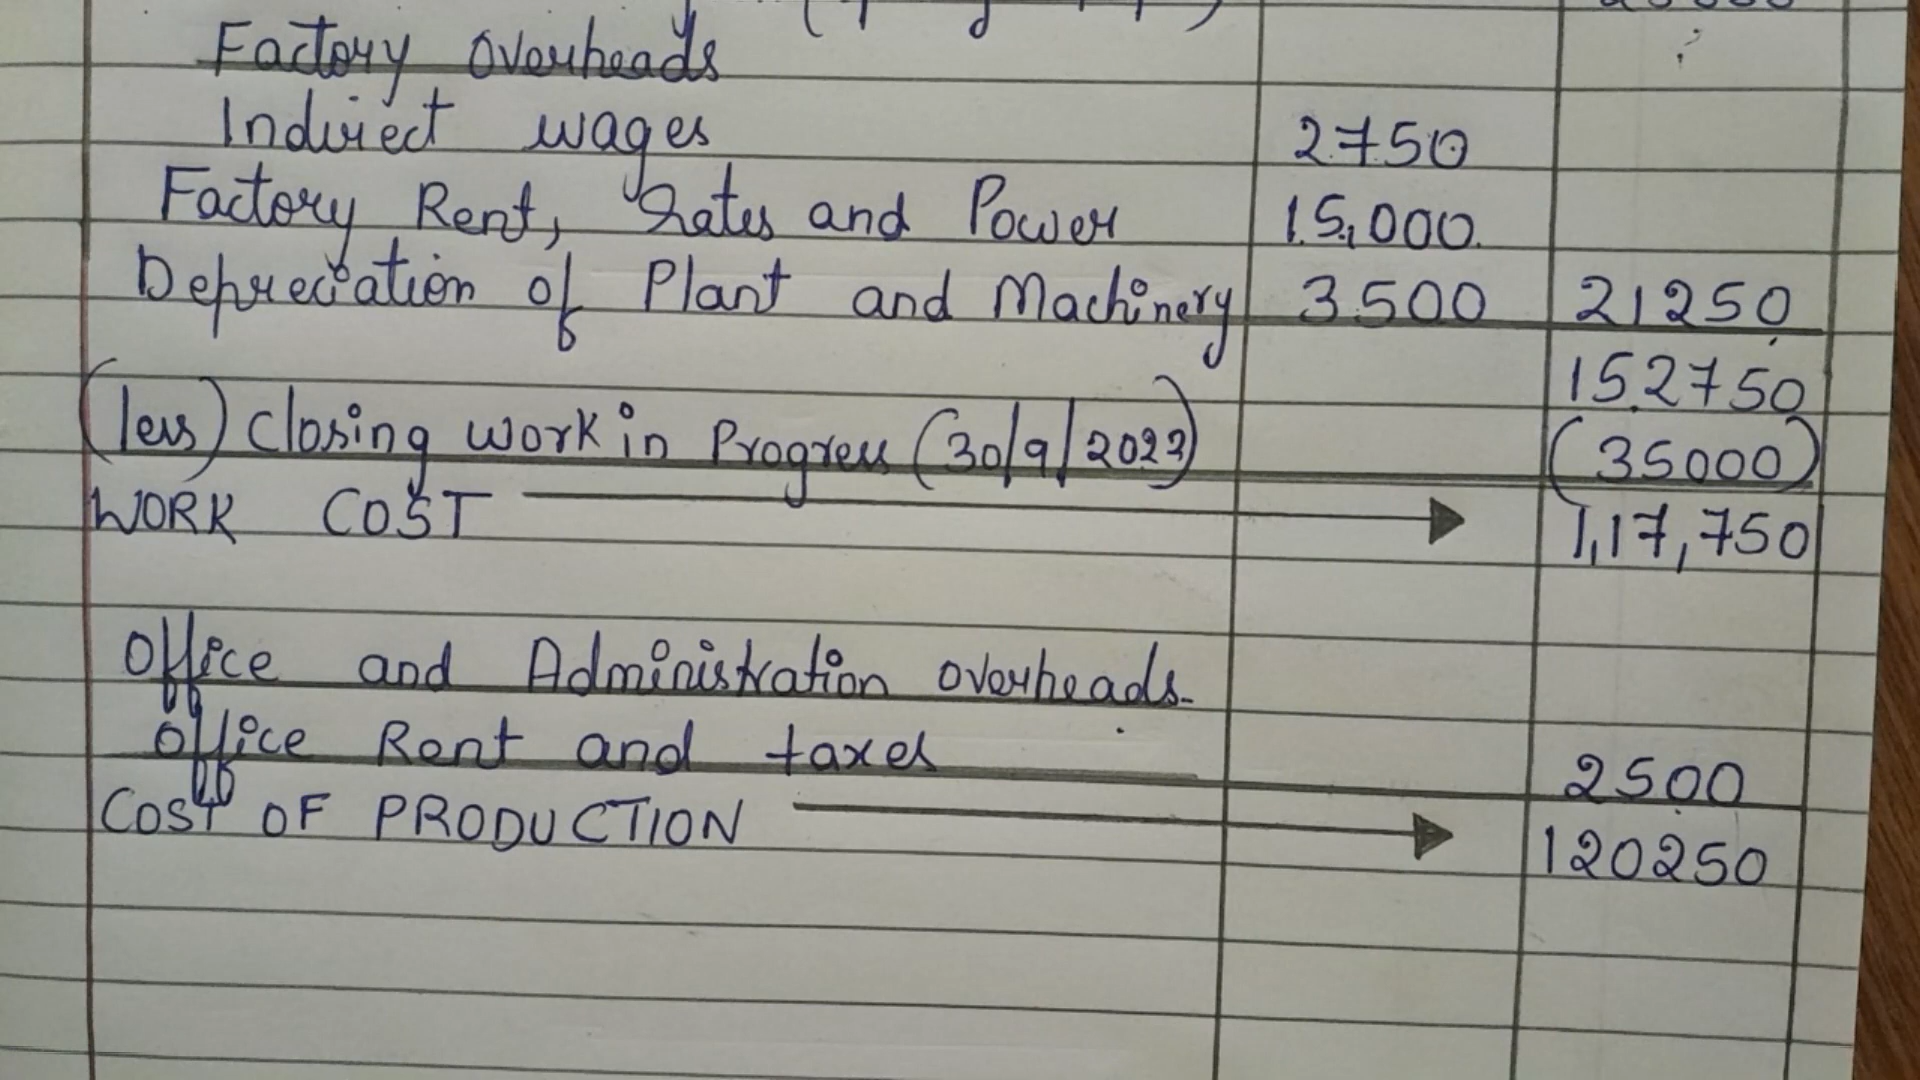 Factory Overheads
Indirect wages 2750
Factory Rent, rates and Power 15,000
Depreciation of Plant and Machinery 3500 21250
152750
(less) Closing work in Progress (30/9/2023) (35000)
WORK COST 1,17,750
Office and Administration overheads
Office Rent and taxes 2500
COST OF PRODUCTION 120250